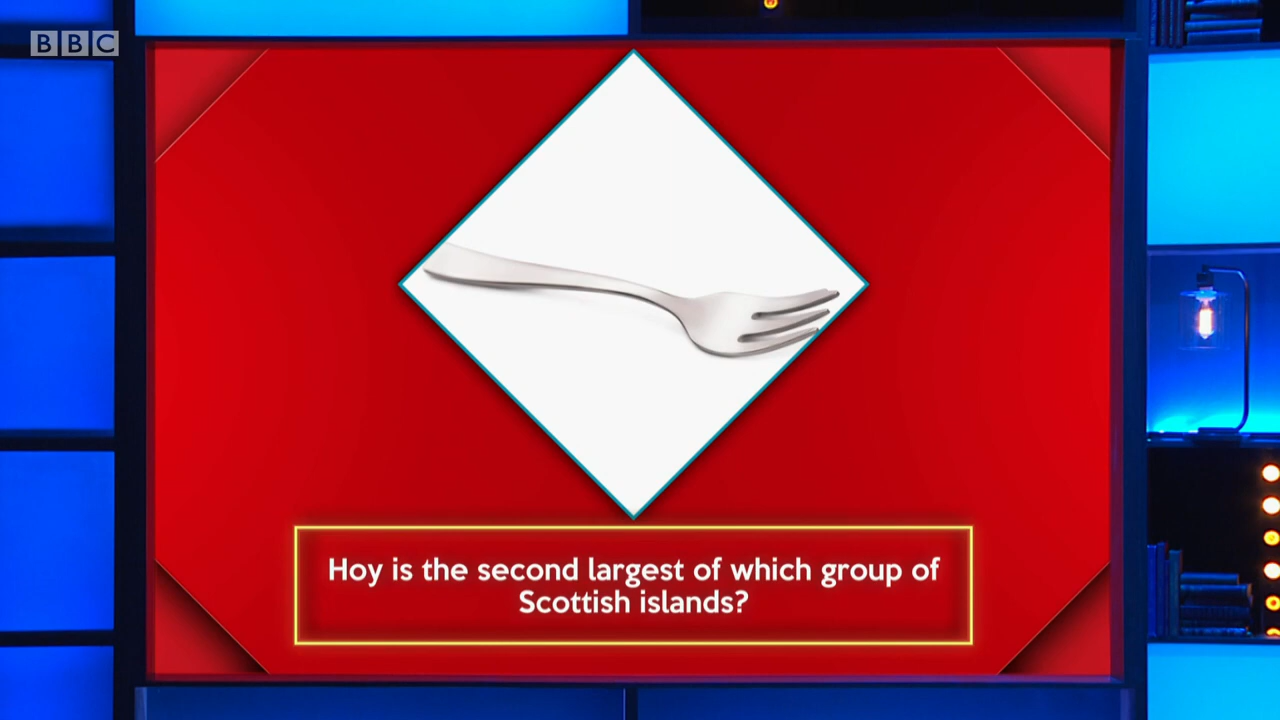 BBC
Hoy is the second largest of which group of
Scottish islands?